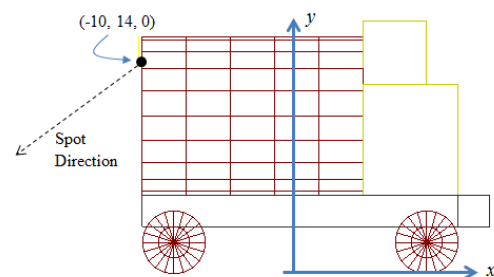 (-10, 14, 0)
y
Spot
Direction
x